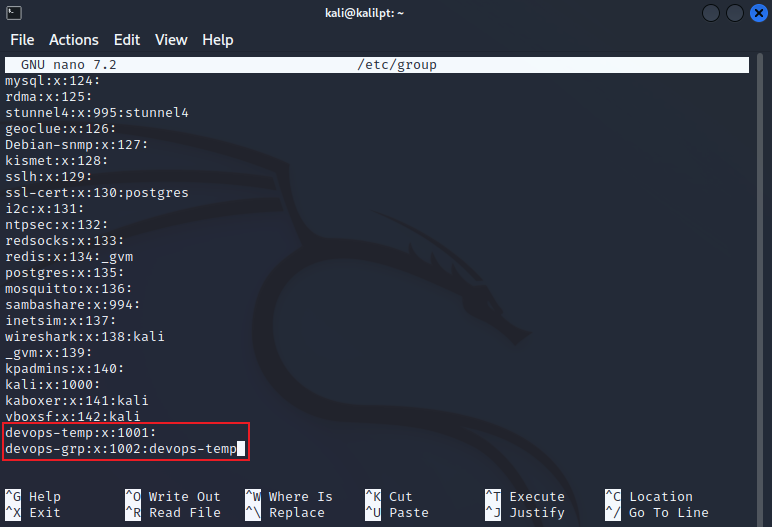 kali@kalilpt: ~
File Actions Edit View Help
GNU nano 7.2 /etc/group
mysql:x:124:
rdma:x:125:
stunnel4:x:995:stunnel4
geoclue:x:126:
Debian-snmp:x:127:
kismet:x:128:
sslh:x:129:
ssl-cert:x:130:postgres
i2c:x:131:
ntpsec:x:132:
redsocks:x:133:
redis:x:134:_gvm
postgres:x:135:
mosquitto:x:136:
sambashare:x:994:
inetsim:x:137:
wireshark:x:138:kali
_gvm:x:139:
kpadmins:x:140:
kali:x:1000:
kaboxer:x:141:kali
vboxsf:x:142:kali
devops-temp:x:1001:
devops-grp:x:1002:devops-temp
^G Help ^O Write Out ^W Where Is ^K Cut ^T Execute ^C Location
^X Exit ^R Read File ^\ Replace ^U Paste ^J Justify ^/ Go To Line